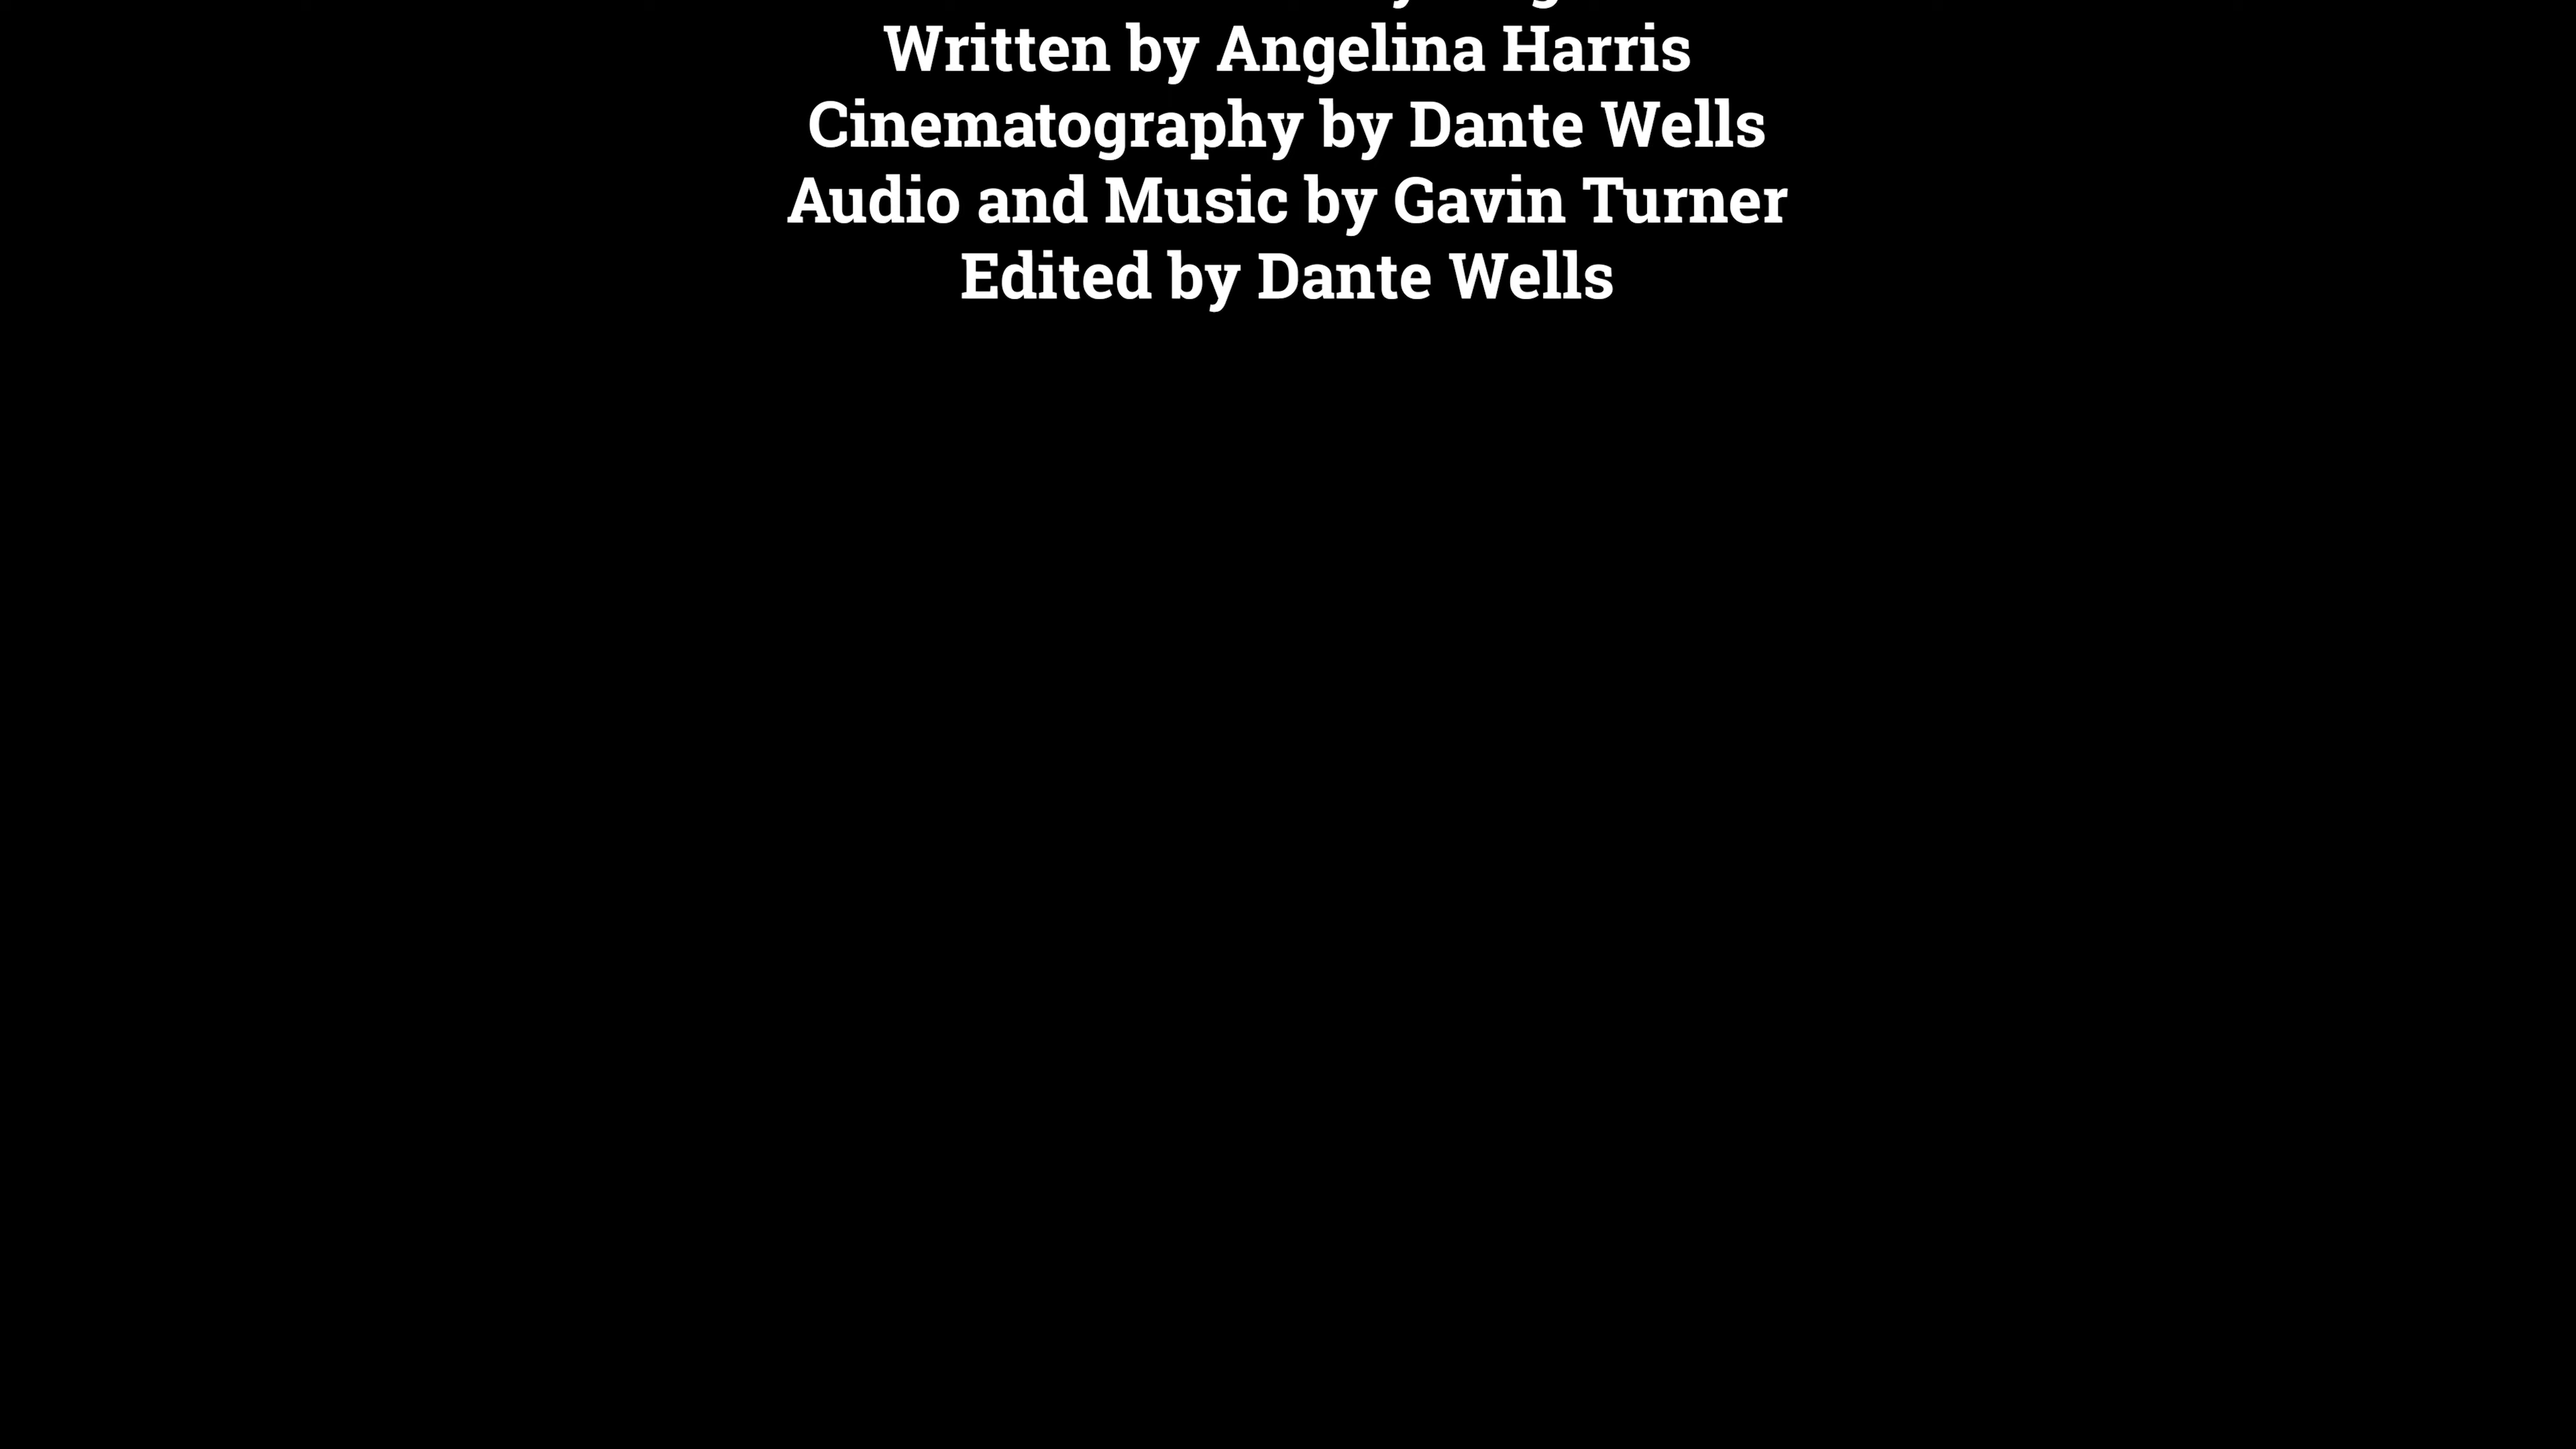 Written by Angelina Harris
Cinematography by Dante Wells
Audio and Music by Gavin Turner
Edited by Dante Wells